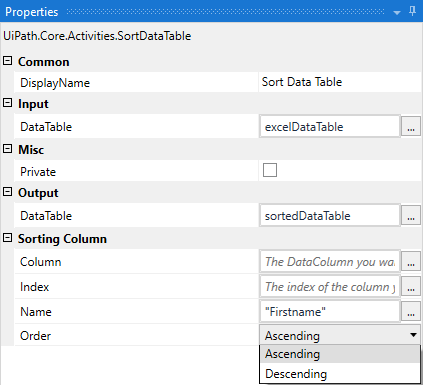 Properties
UiPath.Core.Activities.SortDataTable
Common
DisplayName Sort Data Table
Input
DataTable excelDataTable ...
Misc
Private
Output
DataTable sortedDataTable ...
Sorting Column
Column The DataColumn you wa ...
Index The index of the column y ...
Name "Firstname" ...
Order Ascending
Ascending
Descending